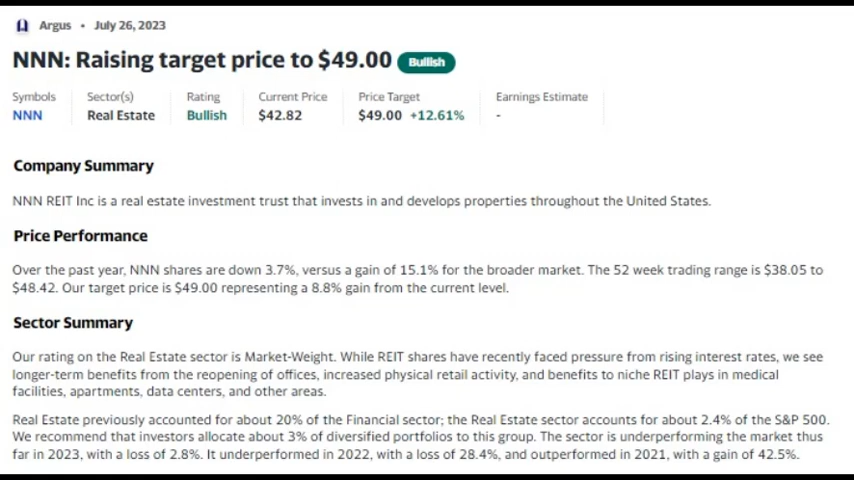 Argus • July 26, 2023
NNN: Raising target price to $49.00 Bullish
Symbols Sector(s) Rating Current Price Price Target Earnings Estimate
NNN Real Estate Bullish $42.82 $49.00 +12.61% -
Company Summary
NNN REIT Inc is a real estate investment trust that invests in and develops properties throughout the United States.
Price Performance
Over the past year, NNN shares are down 3.7%, versus a gain of 15.1% for the broader market. The 52 week trading range is $38.05 to
$48.42. Our target price is $49.00 representing a 8.8% gain from the current level.
Sector Summary
Our rating on the Real Estate sector is Market-Weight. While REIT shares have recently faced pressure from rising interest rates, we see
longer-term benefits from the reopening of offices, increased physical retail activity, and benefits to niche REIT plays in medical
facilities, apartments, data centers, and other areas.
Real Estate previously accounted for about 20% of the Financial sector; the Real Estate sector accounts for about 2.4% of the S&P 500.
We recommend that investors allocate about 3% of diversified portfolios to this group. The sector is underperforming the market thus
far in 2023, with a loss of 2.8%. It underperformed in 2022, with a loss of 28.4%, and outperformed in 2021, with a gain of 42.5%.